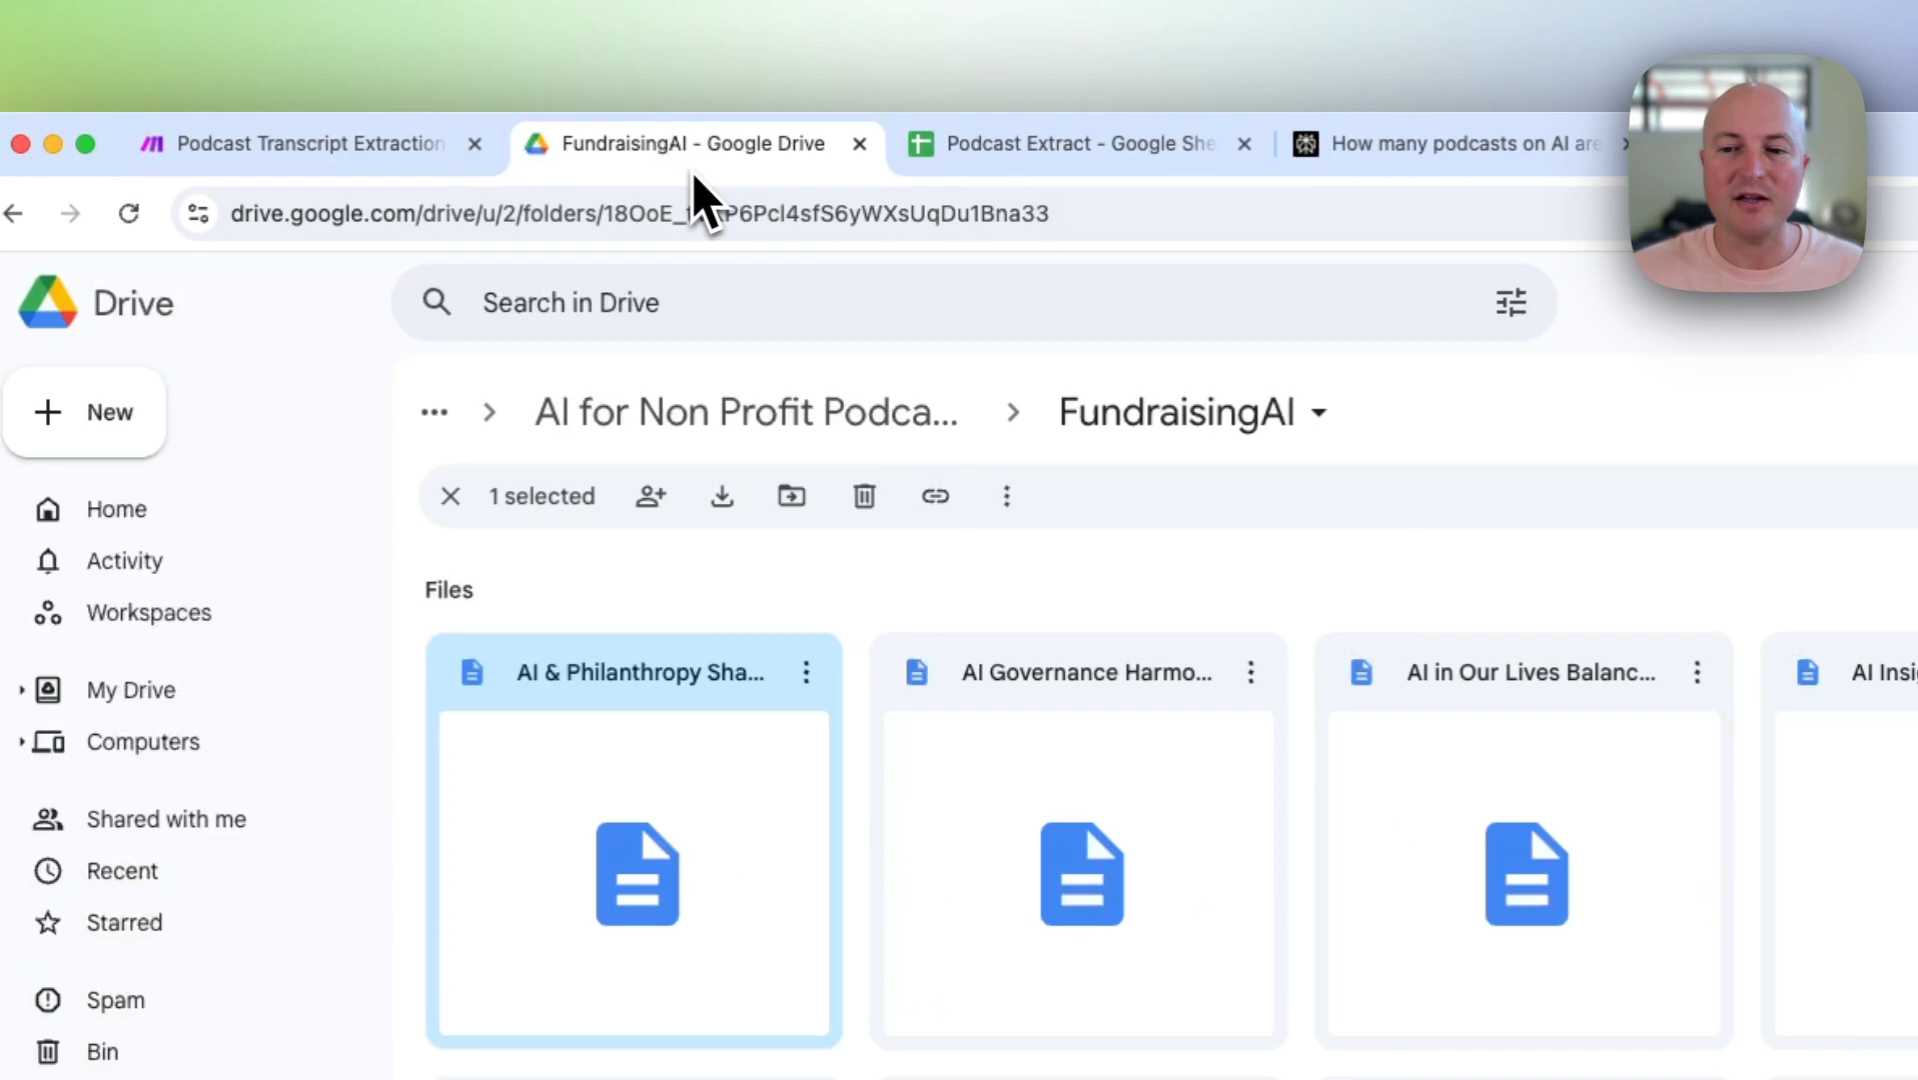 Podcast Transcript Extraction
FundraisingAI - Google Drive
Podcast Extract - Google She
How many podcasts on AI are
drive.google.com/drive/u/2/folders/18OoE_ P6Pcl4sfS6yWXsUqDu1Bna33
Drive
Search in Drive
New
... > AI for Non Profit Podca... > FundraisingAI
1 selected
Home
Activity
Workspaces
My Drive
Computers
Shared with me
Recent
Starred
Spam
Bin
Files
AI & Philanthropy Sha...
AI Governance Harmo...
AI in Our Lives Balanc...
AI Insi